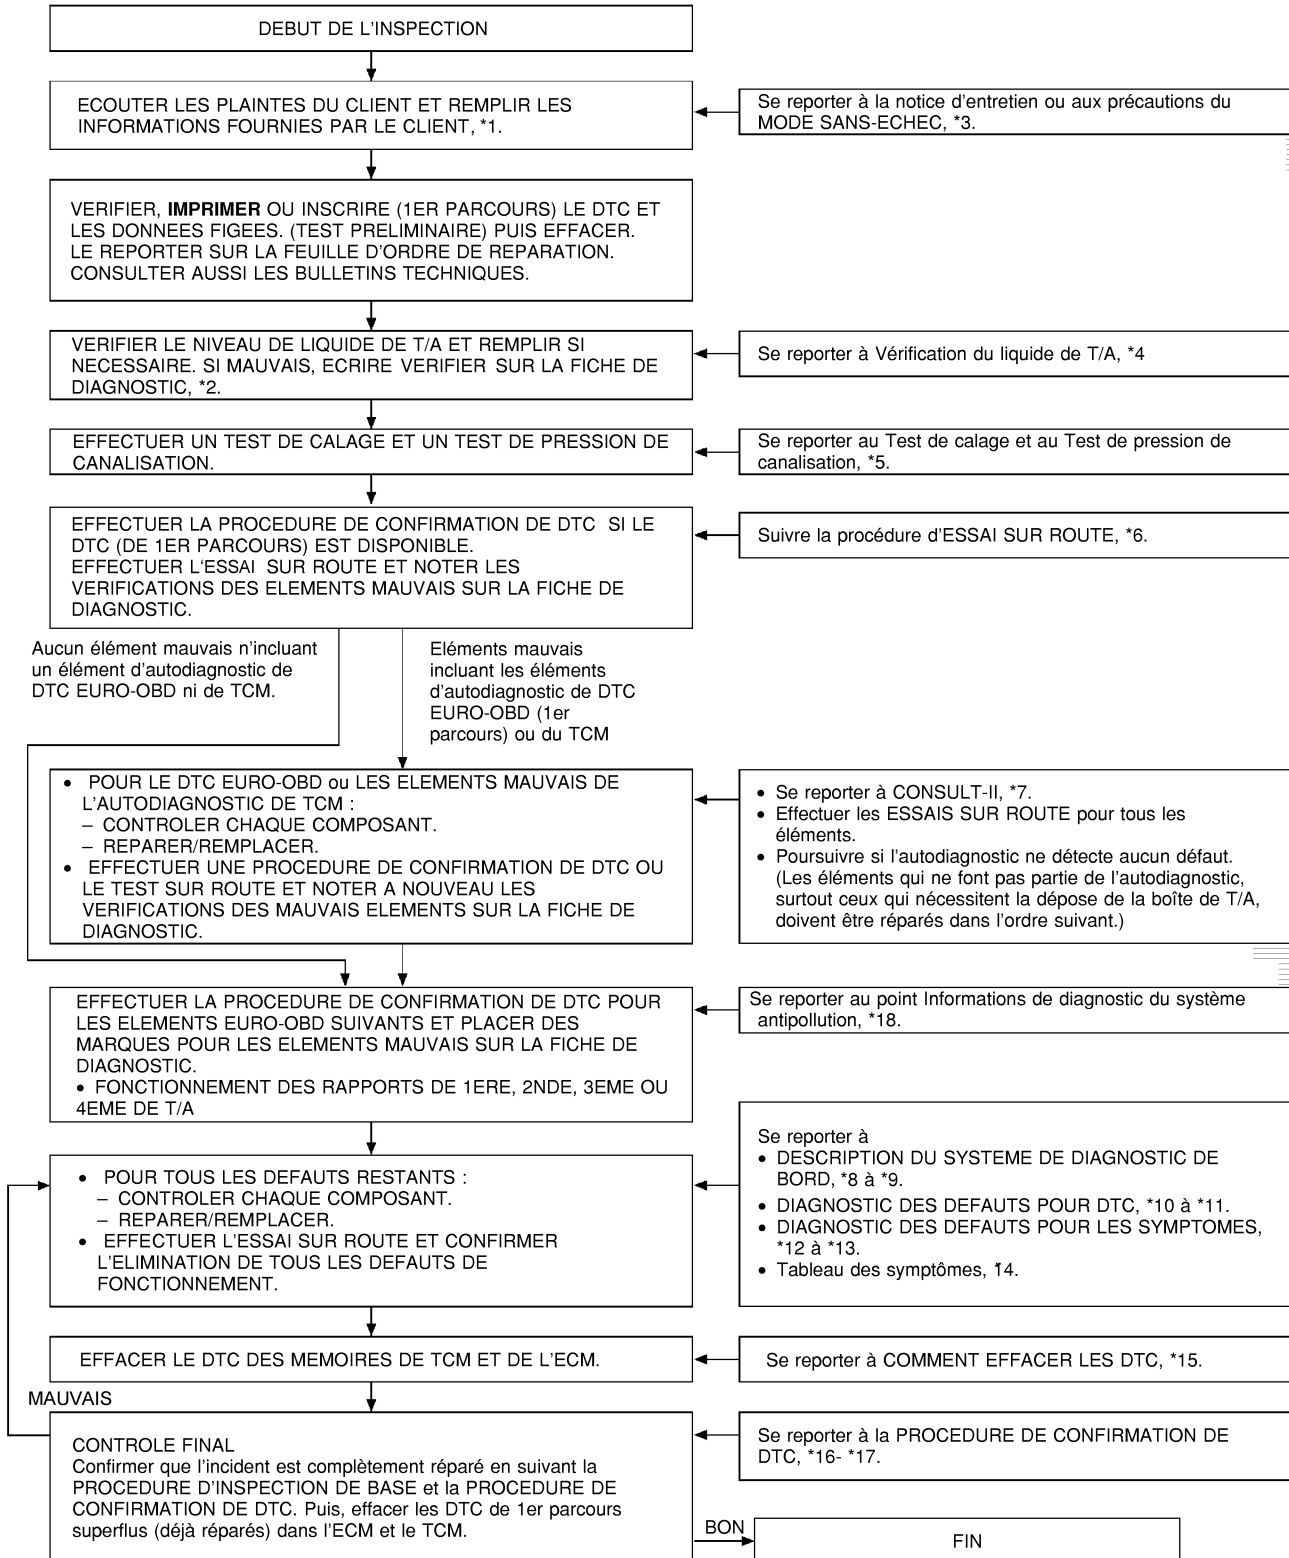 DEBUT DE L'INSPECTION
ECOUTER LES PLAINTES DU CLIENT ET REMPLIR LES
INFORMATIONS FOURNIES PAR LE CLIENT, *1.
Se reporter à la notice d'entretien ou aux précautions du
MODE SANS-ECHEC, *3.
VERIFIER, IMPRIMER OU INSCRIRE (1ER PARCOURS) LE DTC ET
LES DONNEES FIGEES. (TEST PRELIMINAIRE) PUIS EFFACER.
LE REPORTER SUR LA FEUILLE D'ORDRE DE REPARATION.
CONSULTER AUSSI LES BULLETINS TECHNIQUES.
VERIFIER LE NIVEAU DE LIQUIDE DE T/A ET REMPLIR SI
NECESSAIRE. SI MAUVAIS, ECRIRE VERIFIER SUR LA FICHE DE
DIAGNOSTIC, *2.
Se reporter à Vérification du liquide de T/A, *4
EFFECTUER UN TEST DE CALAGE ET UN TEST DE PRESSION DE
CANALISATION.
Se reporter au Test de calage et au Test de pression de
canalisation, *5.
EFFECTUER LA PROCEDURE DE CONFIRMATION DE DTC SI LE
DTC (DE 1ER PARCOURS) EST DISPONIBLE.
EFFECTUER L'ESSAI SUR ROUTE ET NOTER LES
VERIFICATIONS DES ELEMENTS MAUVAIS SUR LA FICHE DE
DIAGNOSTIC.
Suivre la procédure d'ESSAI SUR ROUTE, *6.
Aucun élément mauvais n'incluant
un élément d'autodiagnostic de
DTC EURO-OBD ni de TCM.
Eléments mauvais
incluant les éléments
d'autodiagnostic de DTC
EURO-OBD (1er
parcours) ou du TCM
• POUR LE DTC EURO-OBD ou LES ELEMENTS MAUVAIS DE
L'AUTODIAGNOSTIC DE TCM :
– CONTROLER CHAQUE COMPOSANT.
– REPARER/REMPLACER.
• EFFECTUER UNE PROCEDURE DE CONFIRMATION DE DTC OU
LE TEST SUR ROUTE ET NOTER A NOUVEAU LES
VERIFICATIONS DES MAUVAIS ELEMENTS SUR LA FICHE DE
DIAGNOSTIC.
• Se reporter à CONSULT-II, *7.
• Effectuer les ESSAIS SUR ROUTE pour tous les
éléments.
• Poursuivre si l'autodiagnostic ne détecte aucun défaut.
(Les éléments qui ne font pas partie de l'autodiagnostic,
surtout ceux qui nécessitent la dépose de la boîte de T/A,
doivent être réparés dans l'ordre suivant.)
EFFECTUER LA PROCEDURE DE CONFIRMATION DE DTC POUR
LES ELEMENTS EURO-OBD SUIVANTS ET PLACER DES
MARQUES POUR LES ELEMENTS MAUVAIS SUR LA FICHE DE
DIAGNOSTIC.
• FONCTIONNEMENT DES RAPPORTS DE 1ERE, 2NDE, 3EME OU
4EME DE T/A
Se reporter au point Informations de diagnostic du système
antipollution, *18.
• POUR TOUS LES DEFAUTS RESTANTS :
– CONTROLER CHAQUE COMPOSANT.
– REPARER/REMPLACER.
• EFFECTUER L'ESSAI SUR ROUTE ET CONFIRMER
L'ELIMINATION DE TOUS LES DEFAUTS DE
FONCTIONNEMENT.
Se reporter à
• DESCRIPTION DU SYSTEME DE DIAGNOSTIC DE
BORD, *8 à *9.
• DIAGNOSTIC DES DEFAUTS POUR DTC, *10 à *11.
• DIAGNOSTIC DES DEFAUTS POUR LES SYMPTOMES,
*12 à *13.
• Tableau des symptômes, *14.
EFFACER LE DTC DES MEMOIRES DE TCM ET DE L'ECM.
Se reporter à COMMENT EFFACER LES DTC, *15.
MAUVAIS
CONTROLE FINAL
Confirmer que l'incident est complètement réparé en suivant la
PROCEDURE D'INSPECTION DE BASE et la PROCEDURE DE
CONFIRMATION DE DTC. Puis, effacer les DTC de 1er parcours
superflus (déjà réparés) dans l'ECM et le TCM.
Se reporter à la PROCEDURE DE CONFIRMATION DE
DTC, *16- *17.
BON
FIN